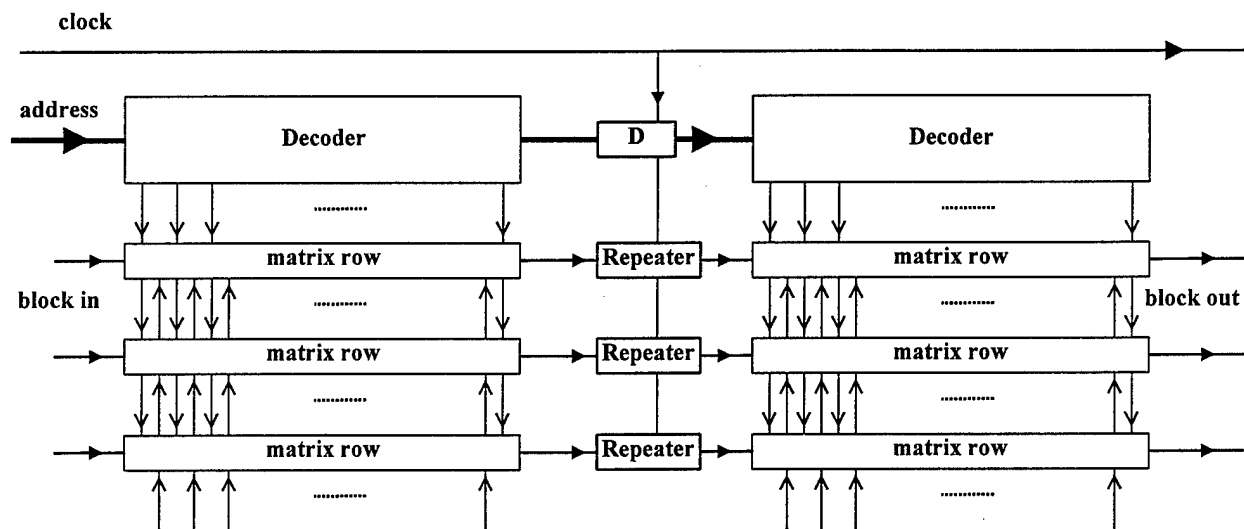 clock
address
Decoder
D
Decoder
............
............
matrix row
Repeater
matrix row
block in
............
............
block out
matrix row
Repeater
matrix row
............
............
matrix row
Repeater
matrix row
............
............